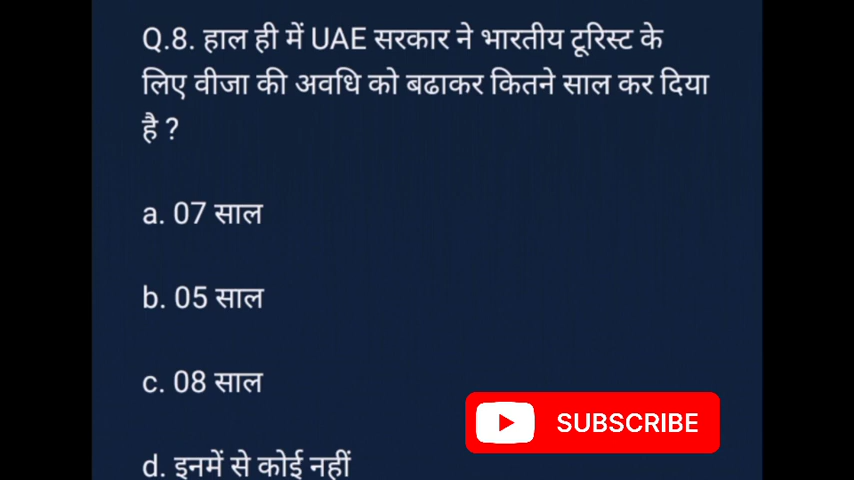 Q.8. हाल ही में UAE सरकार ने भारतीय टूरिस्ट के
लिए वीजा की अवधि को बढाकर कितने साल कर दिया
है ?
a. 07 साल
b. 05 साल
c. 08 साल
SUBSCRIBE
d. इनमें से कोई नहीं